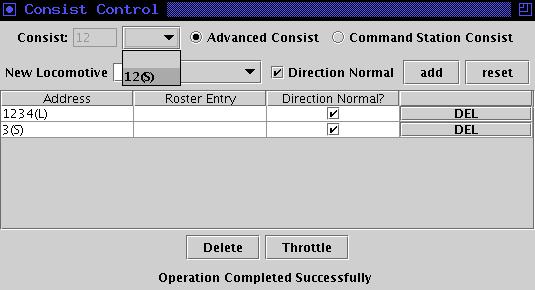 Consist Control
Consist: 12 Advanced Consist Command Station Consist
12(S)
New Locomotive Direction Normal add reset
Address Roster Entry Direction Normal?
1234(L) DEL
3(S) DEL
Delete Throttle
Operation Completed Successfully